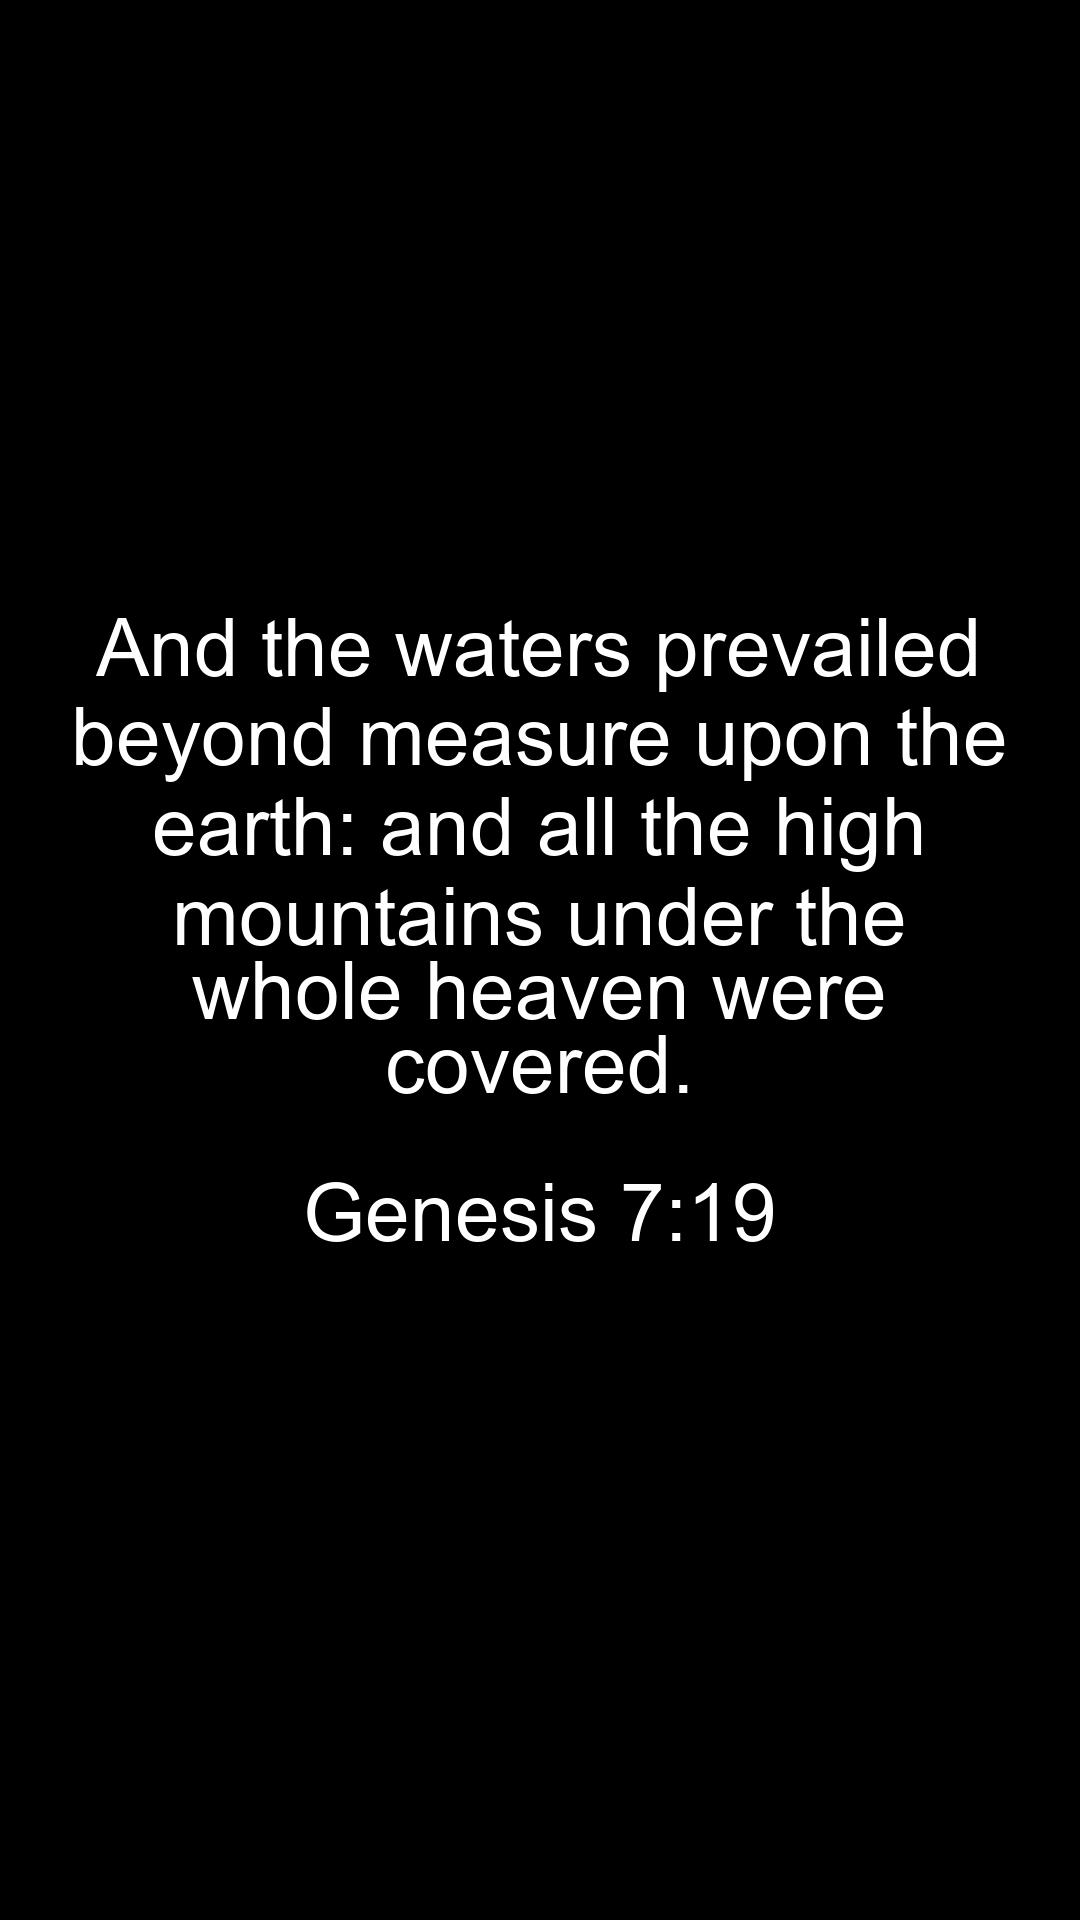 And the waters prevailed
beyond measure upon the
earth: and all the high
mountains under the
whole heaven were
covered.
Genesis 7:19